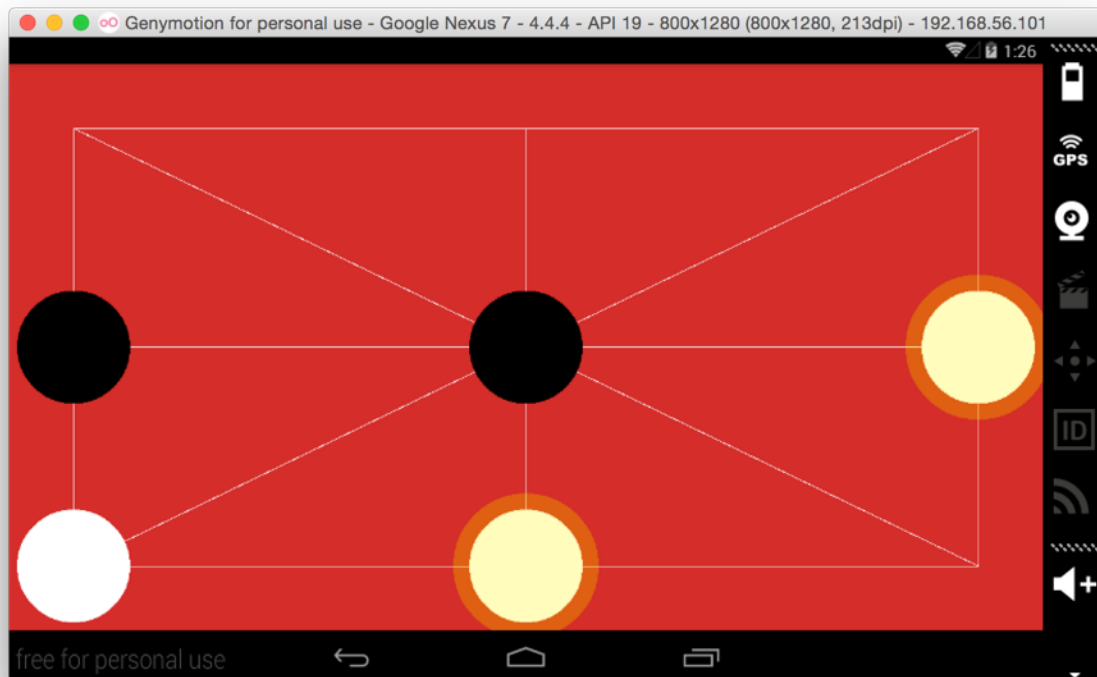 Genymotion for personal use - Google Nexus 7 - 4.4.4 - API 19 - 800x1280 (800x1280, 213dpi) - 192.168.56.101
1:26
GPS
ID
free for personal use